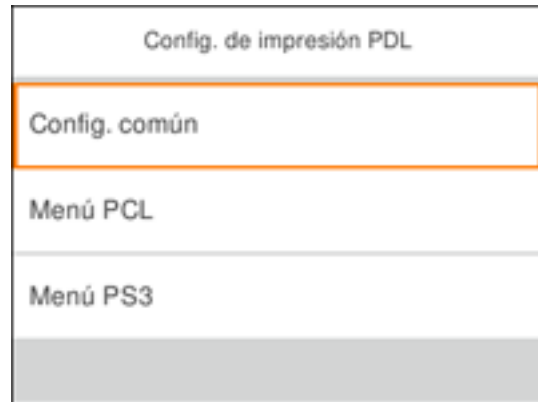 Config. de impresión PDL
Config. común
Menú PCL
Menú PS3